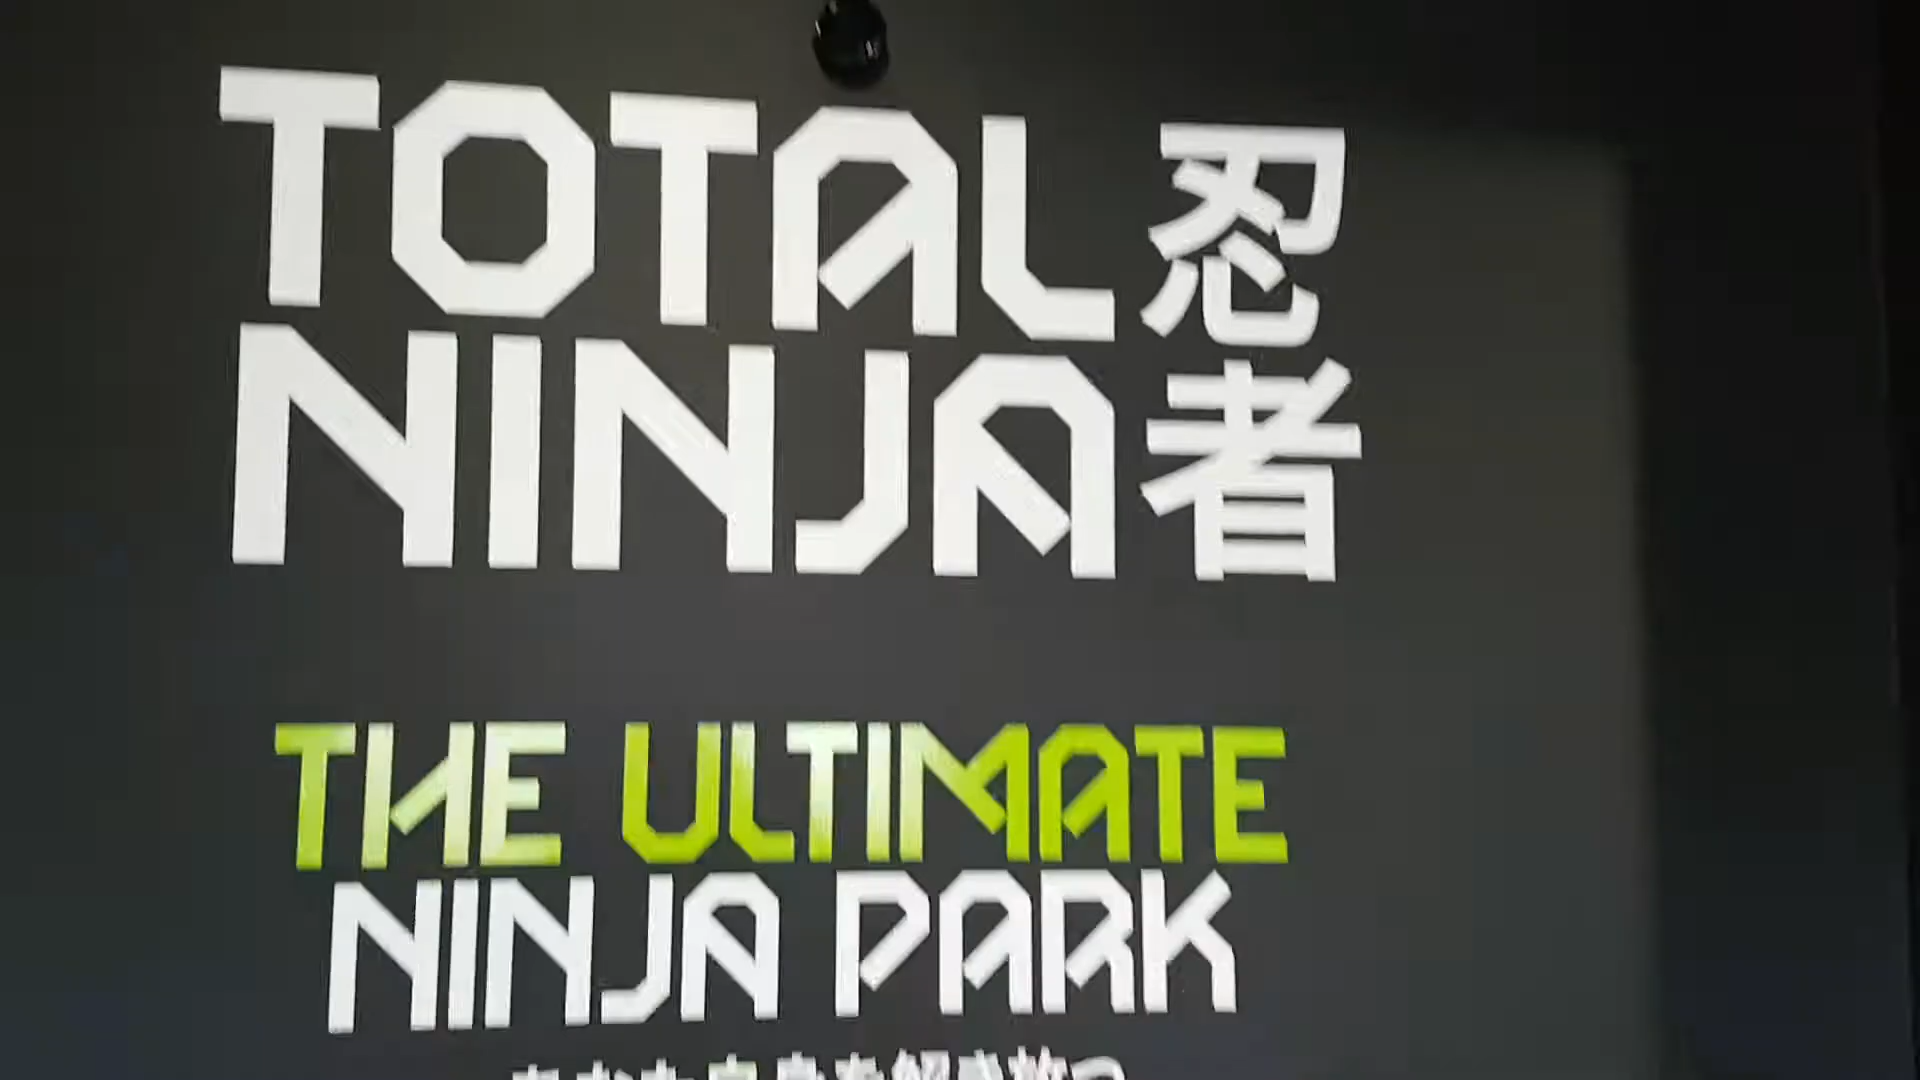 TOTAL 忍
NINJA 者
THE ULTIMATE
NINJA PARK